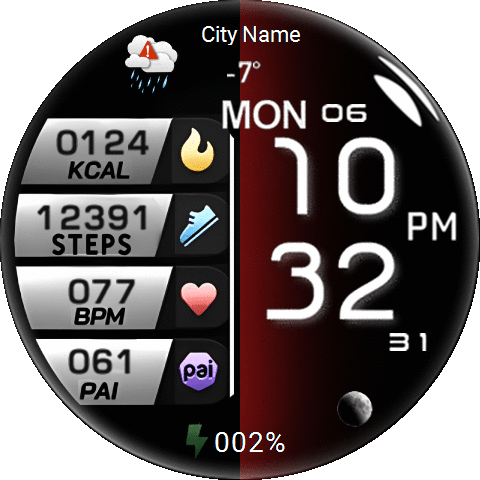 City Name
-7°
MON 06
10
32
PM
31
0124
KCAL
12391
STEPS
077
BPM
061
PAI
pai
002%